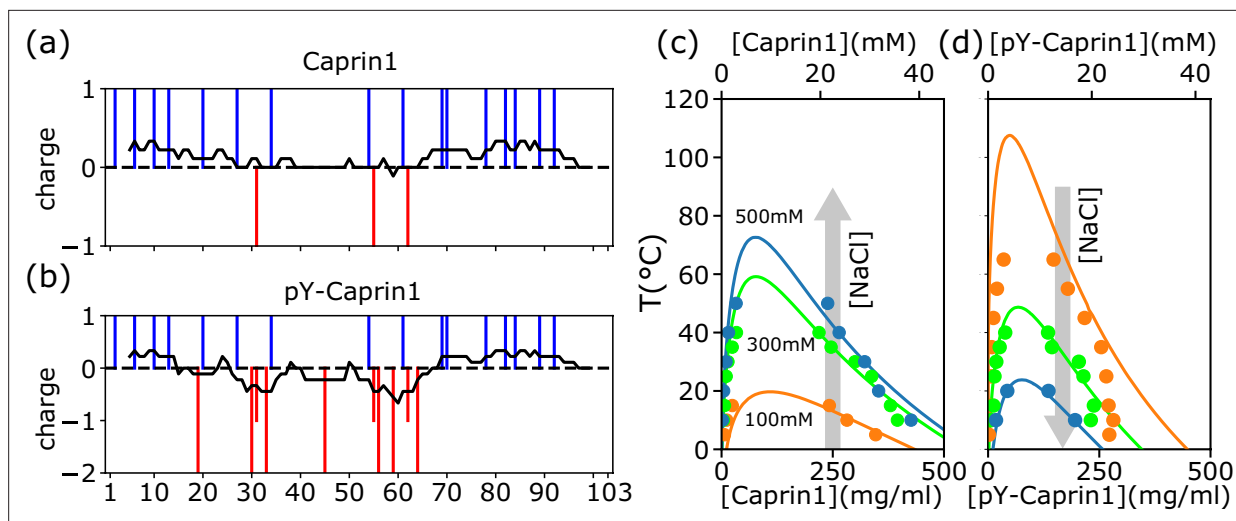 (a)
Caprin1
charge
1
0
−1
(b)
pY-Caprin1
charge
1
0
−1
−2
1 10 20 30 40 50 60 70 80 90 103
(c)
[Caprin1](mM)
0 20 40
T(°C)
120
100
80
60
40
20
0
500mM
300mM
100mM
[NaCl]
0 250 500
[Caprin1](mg/ml)
(d)
[pY-Caprin1](mM)
0 20 40
[NaCl]
0 250 500
[pY-Caprin1](mg/ml)